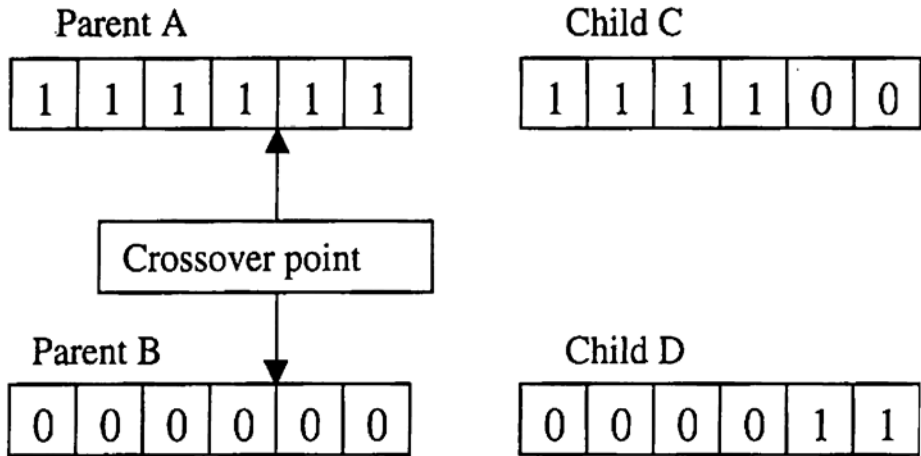 Parent A
1 1 1 1 1 1
Crossover point
Parent B
0 0 0 0 0 0
Child C
1 1 1 1 0 0
Child D
0 0 0 0 1 1